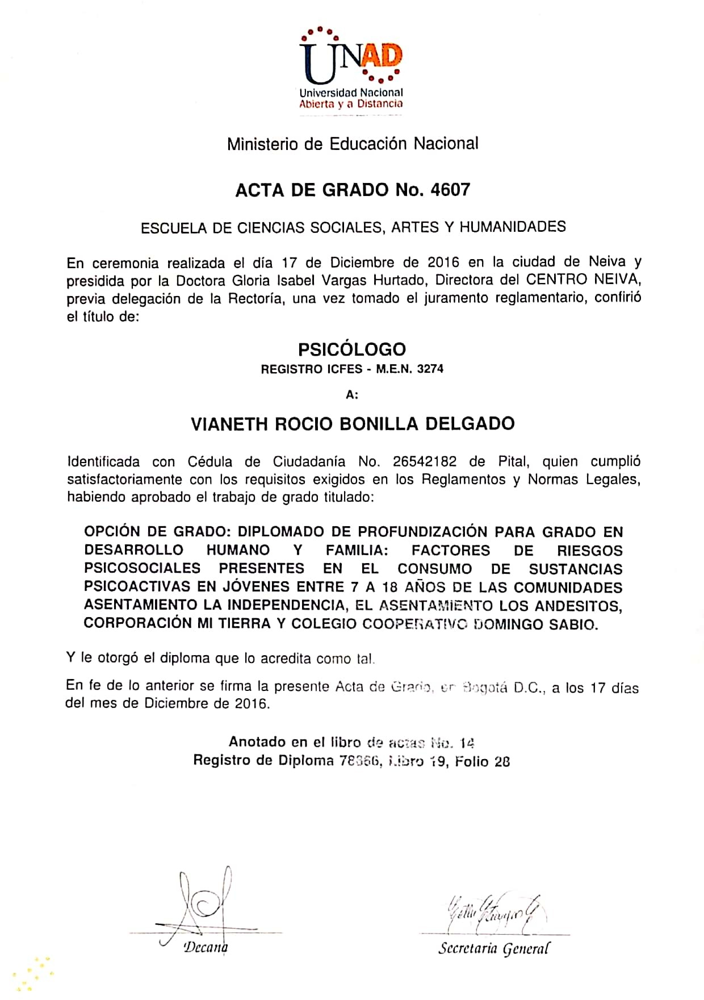 UNAD
Universidad Nacional
Abierta y a Distancia
Ministerio de Educación Nacional
ACTA DE GRADO No. 4607
ESCUELA DE CIENCIAS SOCIALES, ARTES Y HUMANIDADES
En ceremonia realizada el día 17 de Diciembre de 2016 en la ciudad de Neiva y
presidida por la Doctora Gloria Isabel Vargas Hurtado, Directora del CENTRO NEIVA,
previa delegación de la Rectoría, una vez tomado el juramento reglamentario, confirió
el título de:
PSICÓLOGO
REGISTRO ICFES - M.E.N. 3274
A:
VIANETH ROCIO BONILLA DELGADO
Identificada con Cédula de Ciudadanía No. 26542182 de Pital, quien cumplió
satisfactoriamente con los requisitos exigidos en los Reglamentos y Normas Legales,
habiendo aprobado el trabajo de grado titulado:
OPCIÓN DE GRADO: DIPLOMADO DE PROFUNDIZACIÓN PARA GRADO EN
DESARROLLO HUMANO Y FAMILIA: FACTORES DE RIESGOS
PSICOSOCIALES PRESENTES EN EL CONSUMO DE SUSTANCIAS
PSICOACTIVAS EN JÓVENES ENTRE 7 A 18 AÑOS DE LAS COMUNIDADES
ASENTAMIENTO LA INDEPENDENCIA, EL ASENTAMIENTO LOS ANDESITOS,
CORPORACIÓN MI TIERRA Y COLEGIO COOPERATIVO DOMINGO SABIO.
Y le otorgó el diploma que lo acredita como tal.
En fe de lo anterior se firma la presente Acta de Grado, en Bogotá D.C., a los 17 días
del mes de Diciembre de 2016.
Anotado en el libro de actas No. 14
Registro de Diploma Libro 19, Folio 28
Decana
Secretaria General